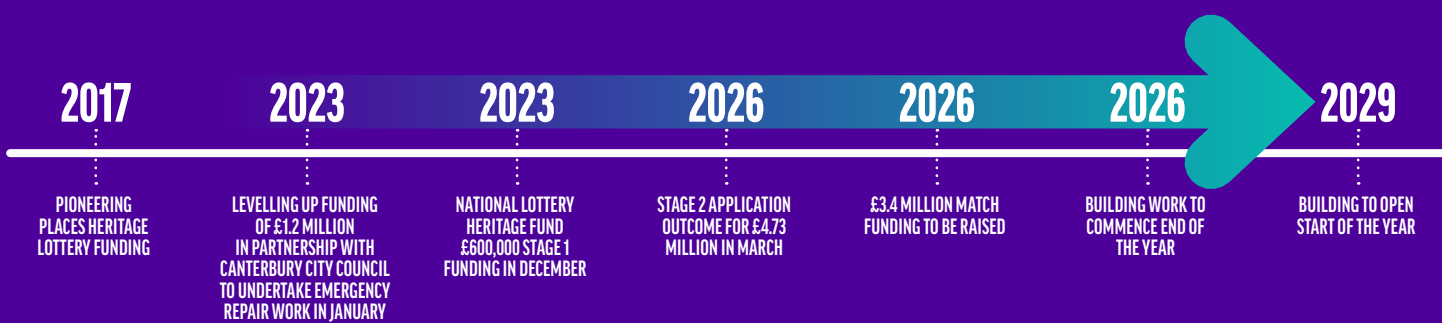 2017
PIONEERING
PLACES HERITAGE
LOTTERY FUNDING
2023
LEVELLING UP FUNDING
OF £1.2 MILLION
IN PARTNERSHIP WITH
CANTERBURY CITY COUNCIL
TO UNDERTAKE EMERGENCY
REPAIR WORK IN JANUARY
2023
NATIONAL LOTTERY
HERITAGE FUND
£600,000 STAGE 1
FUNDING IN DECEMBER
2026
STAGE 2 APPLICATION
OUTCOME FOR £4.73
MILLION IN MARCH
2026
£3.4 MILLION MATCH
FUNDING TO BE RAISED
2026
BUILDING WORK TO
COMMENCE END OF
THE YEAR
2029
BUILDING TO OPEN
START OF THE YEAR